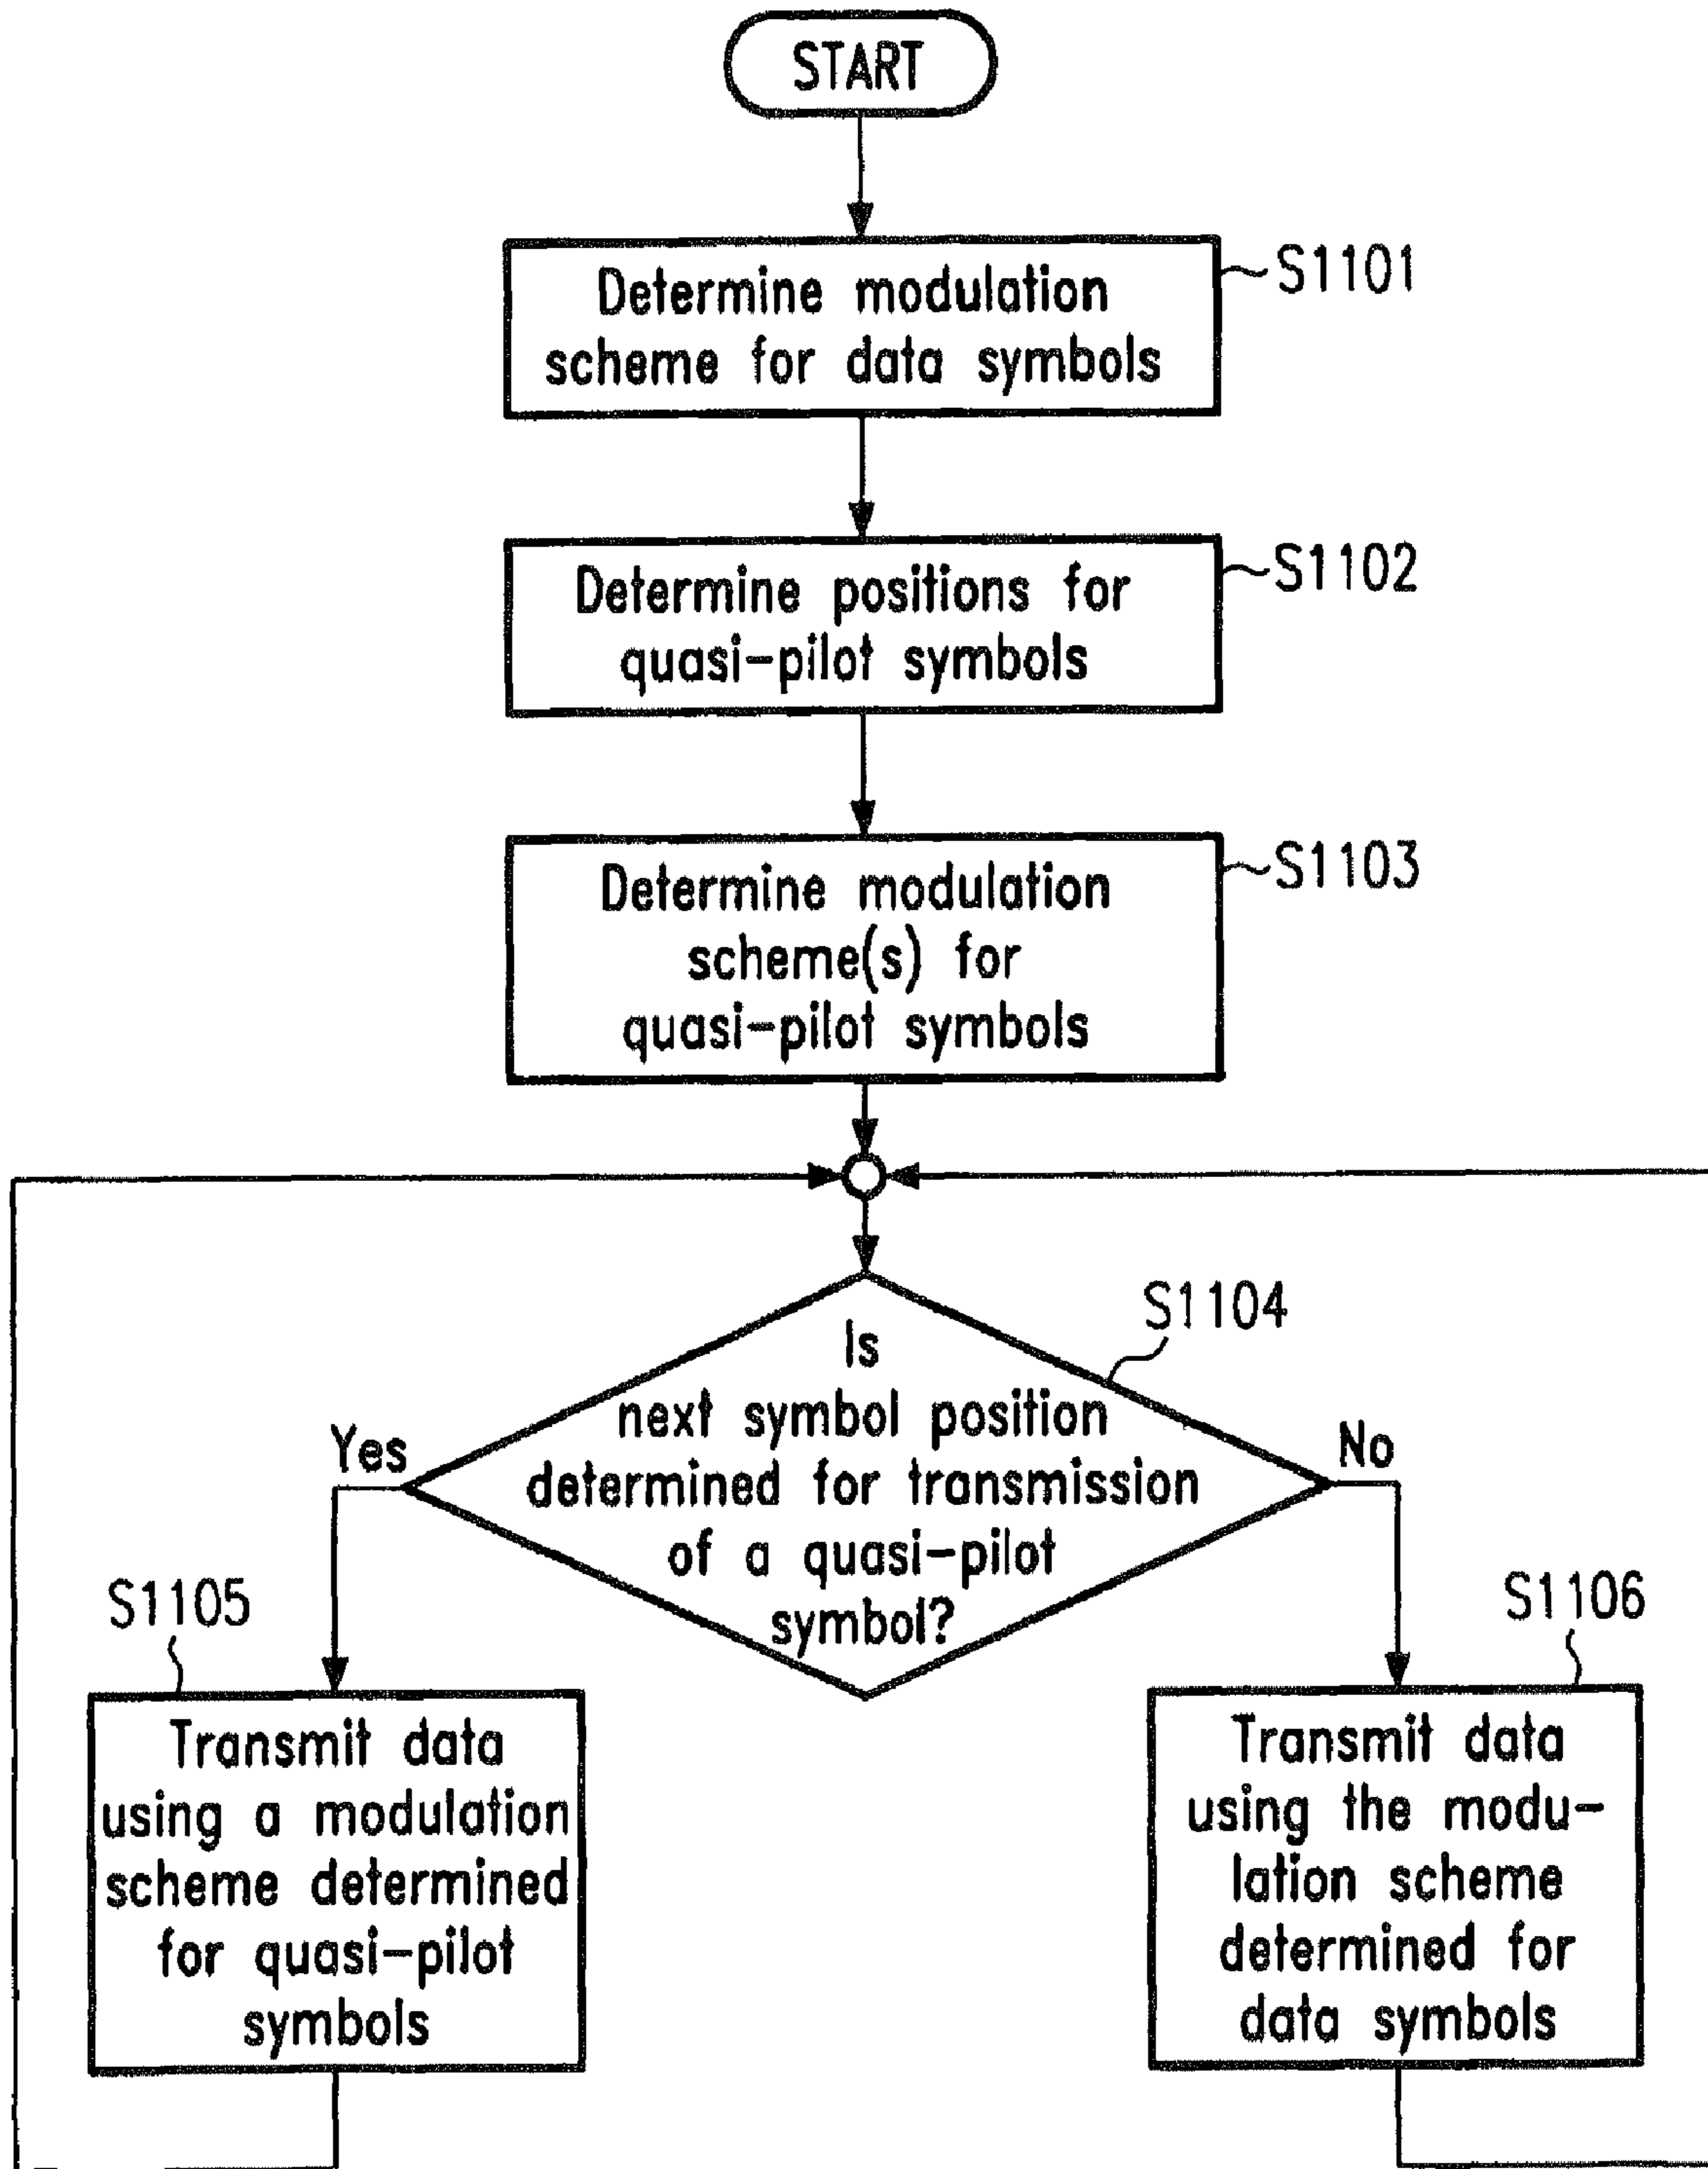 START
Determine modulation
scheme for data symbols
S1101
Determine positions for
quasi-pilot symbols
S1102
Determine modulation
scheme(s) for
quasi-pilot symbols
S1103
Is
next symbol position
determined for transmission
of a quasi-pilot
symbol?
S1104
Yes
No
S1105
Transmit data
using a modulation
scheme determined
for quasi-pilot
symbols
S1106
Transmit data
using the modu-
lation scheme
determined for
data symbols